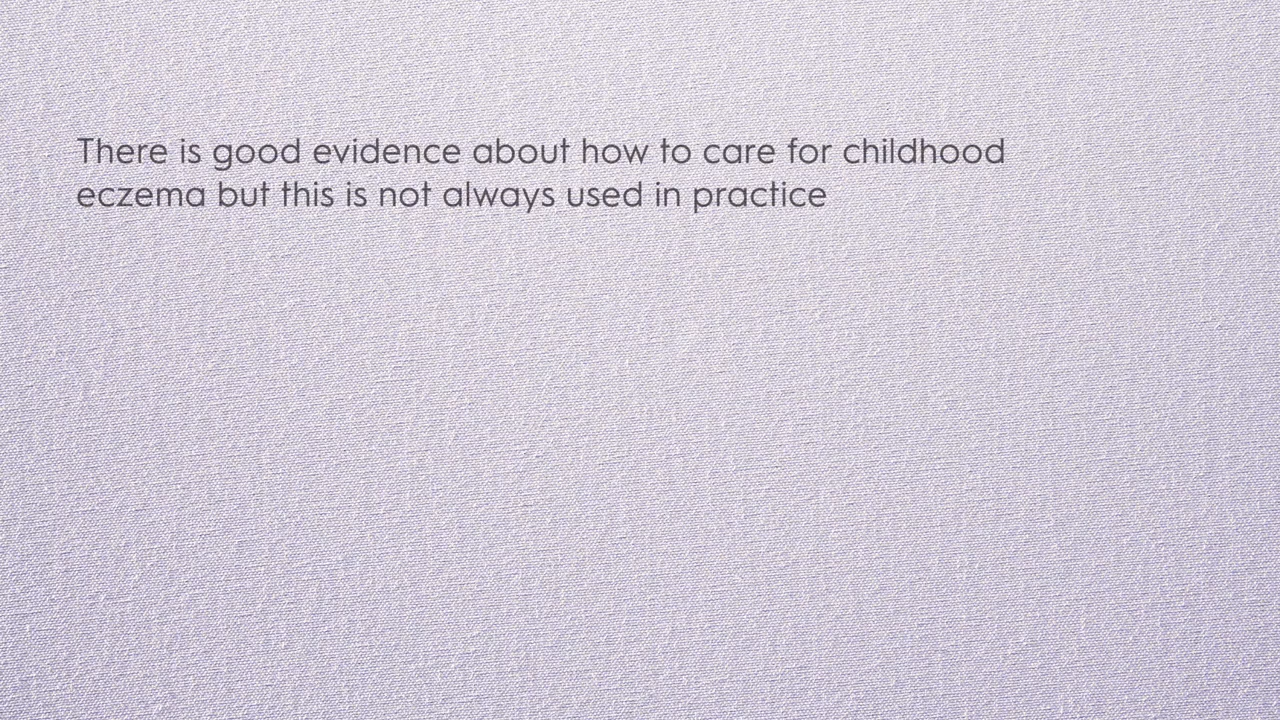 There is good evidence about how to care for childhood
eczema but this is not always used in practice